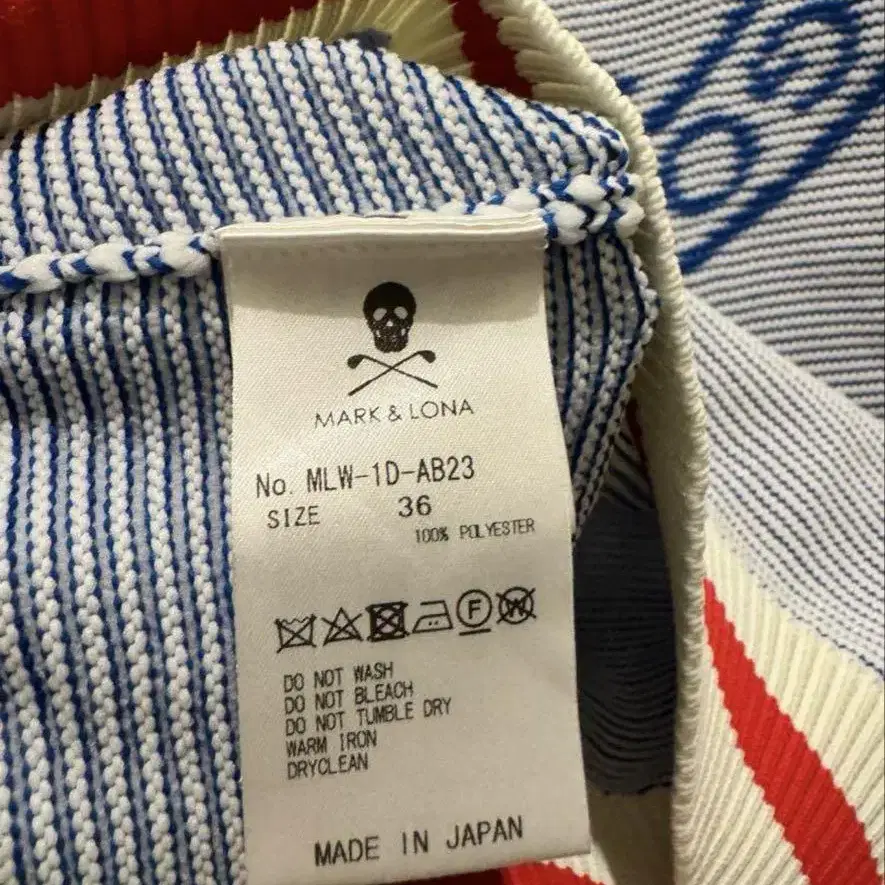 MARK & LONA
No. MLW-1D-AB23
SIZE 36
100% POLYESTER
F W
DO NOT WASH
DO NOT BLEACH
DO NOT TUMBLE DRY
WARM IRON
DRYCLEAN
MADE IN JAPAN